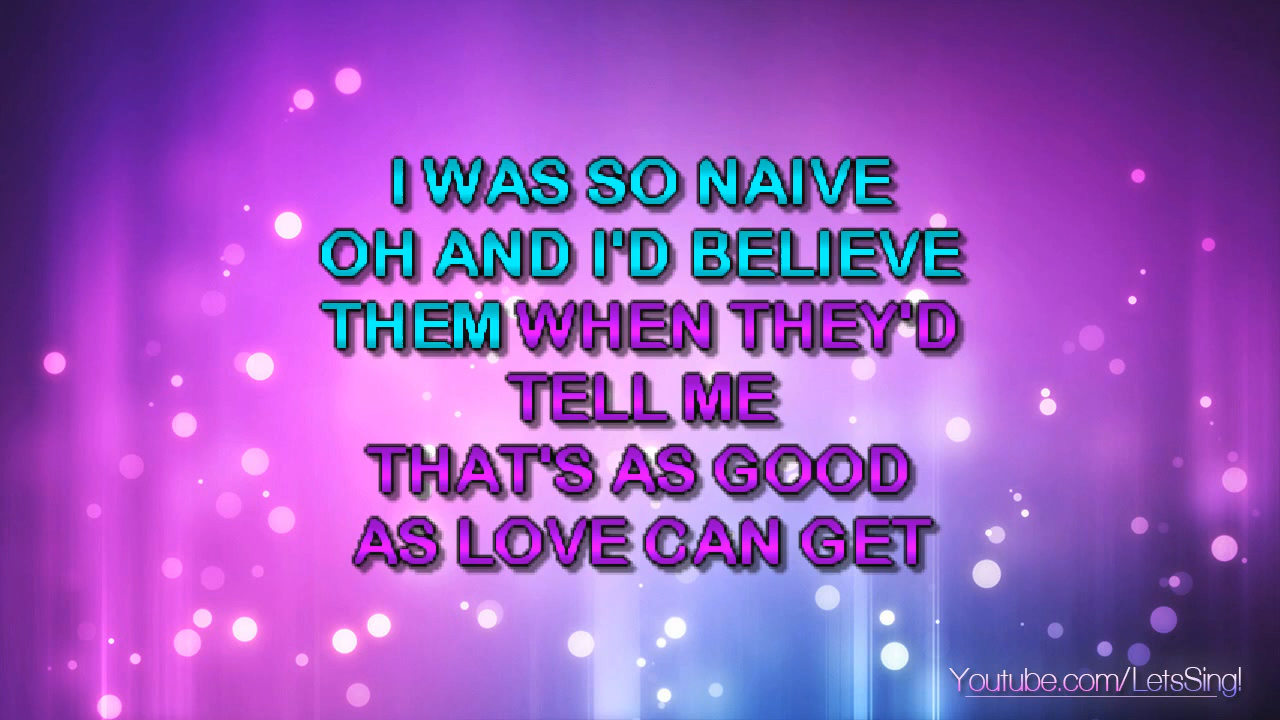 I WAS SO NAIVE
OH AND I'D BELIEVE
THEM WHEN THEY'D
TELL ME
THAT'S AS GOOD
AS LOVE CAN GET
Youtube.com/LetsSing!